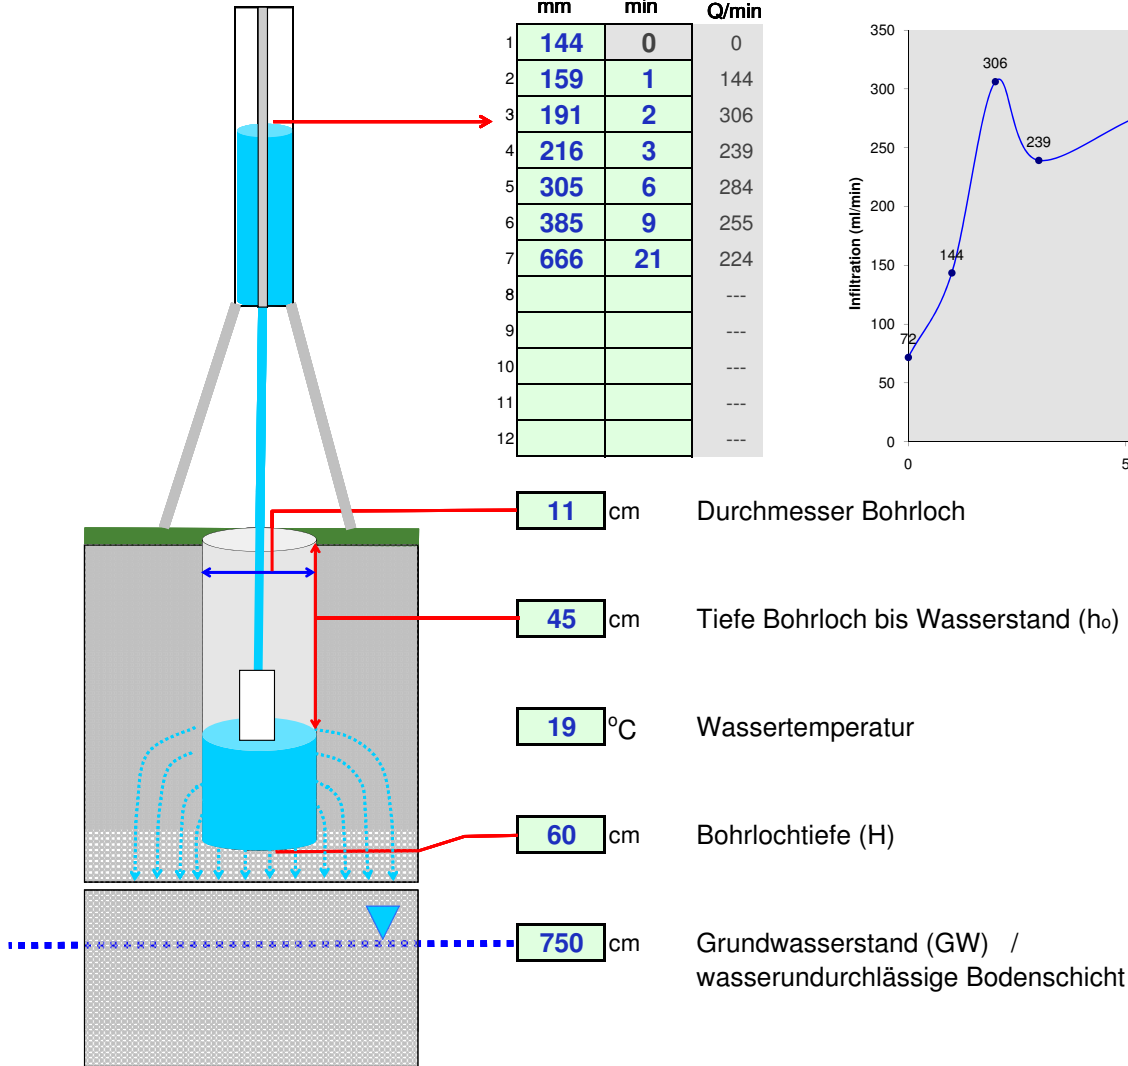 mm min Q/min
1 144 0 0
2 159 1 144
3 191 2 306
4 216 3 239
5 305 6 284
6 385 9 255
7 666 21 224
8 ---
9 ---
10 ---
11 ---
12 ---
350
300
250
200
150
100
50
0
0 5
Infiltration (ml/min)
72
144
306
239
11 cm Durchmesser Bohrloch
45 cm Tiefe Bohrloch bis Wasserstand (ho)
19 °C Wassertemperatur
60 cm Bohrlochtiefe (H)
750 cm Grundwasserstand (GW) /
wasserundurchlässige Bodenschicht